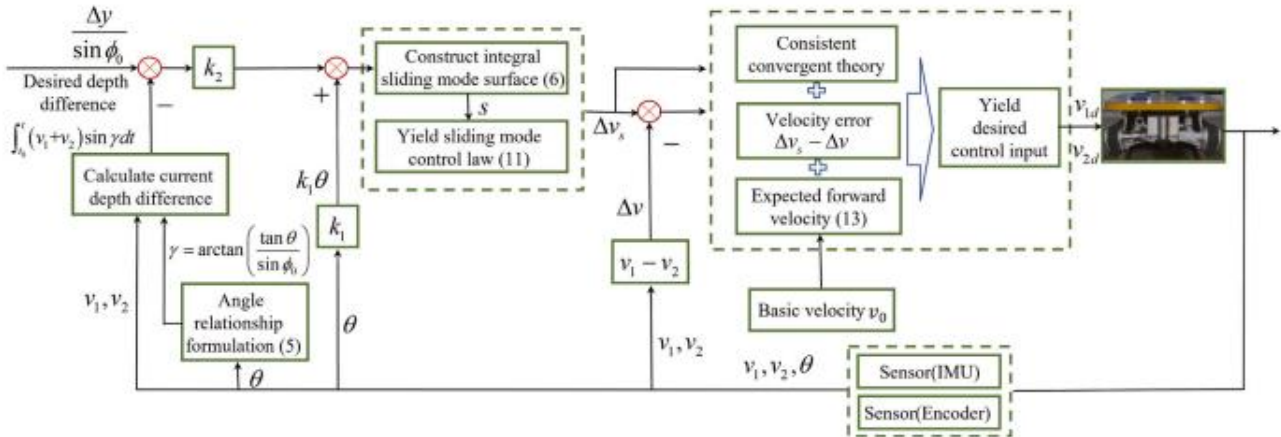 Δy
sin ϕ₀
Desired depth
difference
−
∫ₜ₀ᵗ(v₁+v₂)sin γdt
Calculate current
depth difference
k₂
+
k₁θ
k₁
γ = arctan(tan θ / sin ϕ₀)
v₁, v₂
Angle
relationship
formulation (5)
θ
θ
Construct integral
sliding mode surface (6)
s
Yield sliding mode
control law (11)
Δvₛ
−
Δv
v₁ − v₂
v₁, v₂
Consistent
convergent theory
Velocity error
Δvₛ − Δv
Expected forward
velocity (13)
Basic velocity v₀
Yield
desired
control input
v₁d
v₂d
v₁, v₂, θ
Sensor(IMU)
Sensor(Encoder)